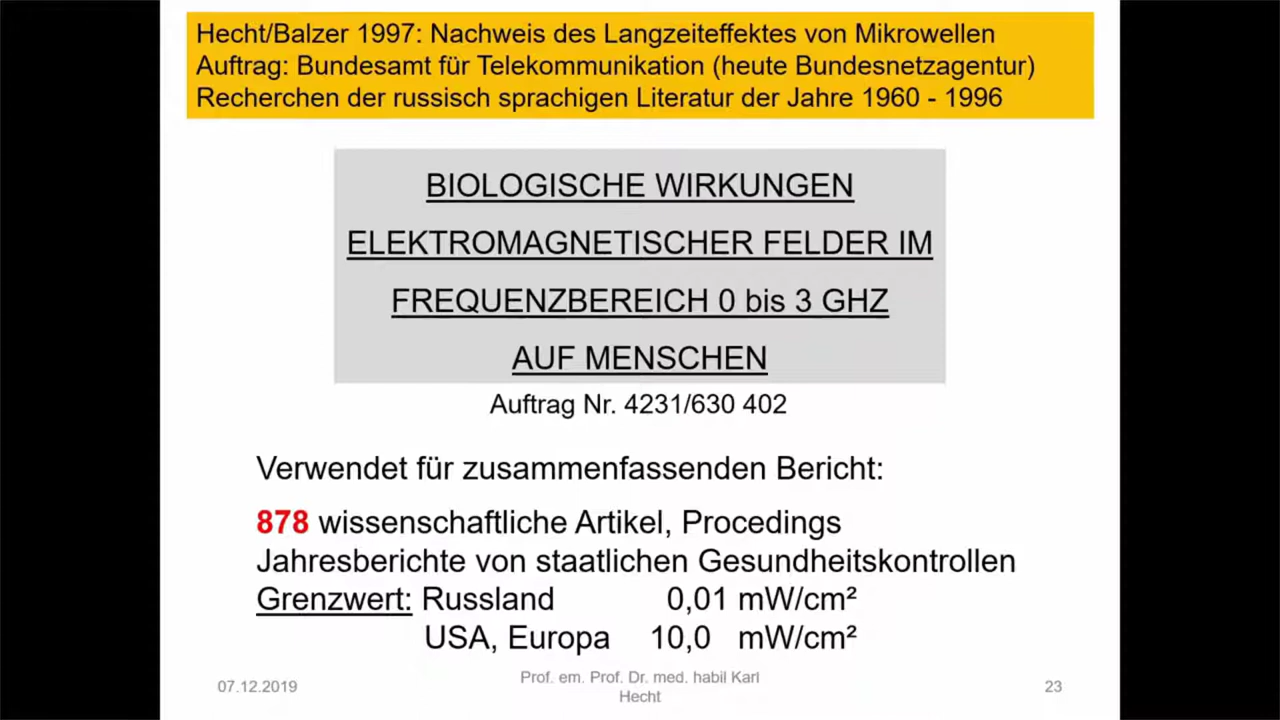 Hecht/Balzer 1997: Nachweis des Langzeiteffektes von Mikrowellen
Auftrag: Bundesamt für Telekommunikation (heute Bundesnetzagentur)
Recherchen der russisch sprachigen Literatur der Jahre 1960 - 1996
BIOLOGISCHE WIRKUNGEN
ELEKTROMAGNETISCHER FELDER IM
FREQUENZBEREICH 0 bis 3 GHZ
AUF MENSCHEN
Auftrag Nr. 4231/630 402
Verwendet für zusammenfassenden Bericht:
878 wissenschaftliche Artikel, Procedings
Jahresberichte von staatlichen Gesundheitskontrollen
Grenzwert: Russland 0,01 mW/cm²
USA, Europa 10,0 mW/cm²
07.12.2019
Prof. em. Prof. Dr. med. habil Karl
Hecht
23